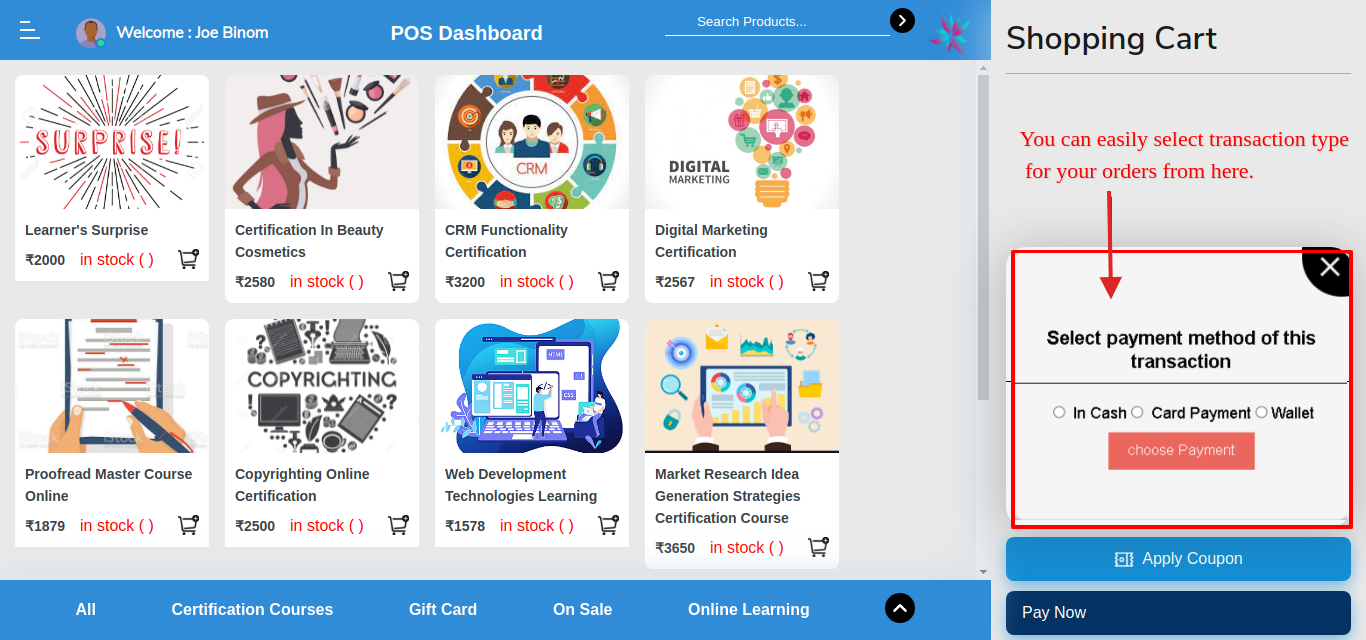 Welcome : Joe Binom
POS Dashboard
Search Products...
Shopping Cart
SURPRISE!
CRM
DIGITAL
MARKETING
Learner's Surprise
₹2000 in stock ( )
Certification In Beauty
Cosmetics
₹2580 in stock ( )
CRM Functionality
Certification
₹3200 in stock ( )
Digital Marketing
Certification
₹2567 in stock ( )
You can easily select transaction type
for your orders from here.
Select payment method of this
transaction
In Cash Card Payment Wallet
choose Payment
iStock
COPYRIGHTING
HTML
CSS
Proofread Master Course
Online
₹1879 in stock ( )
Copyrighting Online
Certification
₹2500 in stock ( )
Web Development
Technologies Learning
₹1578 in stock ( )
Market Research Idea
Generation Strategies
Certification Course
₹3650 in stock ( )
Apply Coupon
Pay Now
All
Certification Courses
Gift Card
On Sale
Online Learning